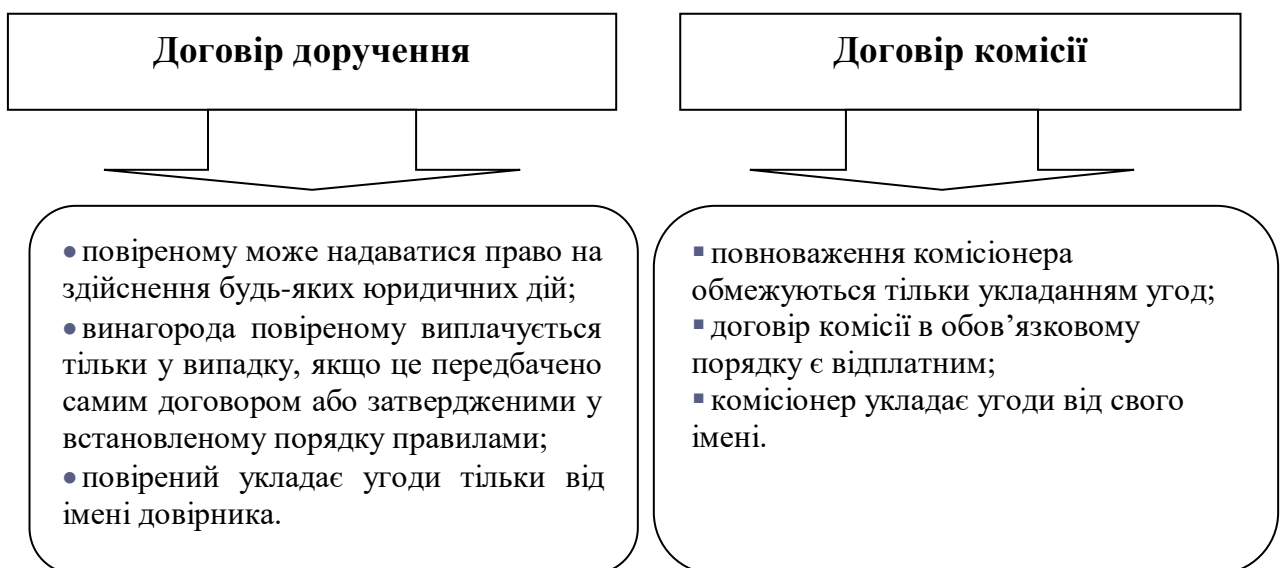 Договір доручення
Договір комісії
• повіреному може надаватися право на
здійснення будь-яких юридичних дій;
• винагорода повіреному виплачується
тільки у випадку, якщо це передбачено
самим договором або затвердженими у
встановленому порядку правилами;
• повірений укладає угоди тільки від
імені довірника.
▪ повноваження комісіонера
обмежуються тільки укладанням угод;
▪ договір комісії в обов’язковому
порядку є відплатним;
▪ комісіонер укладає угоди від свого
імені.